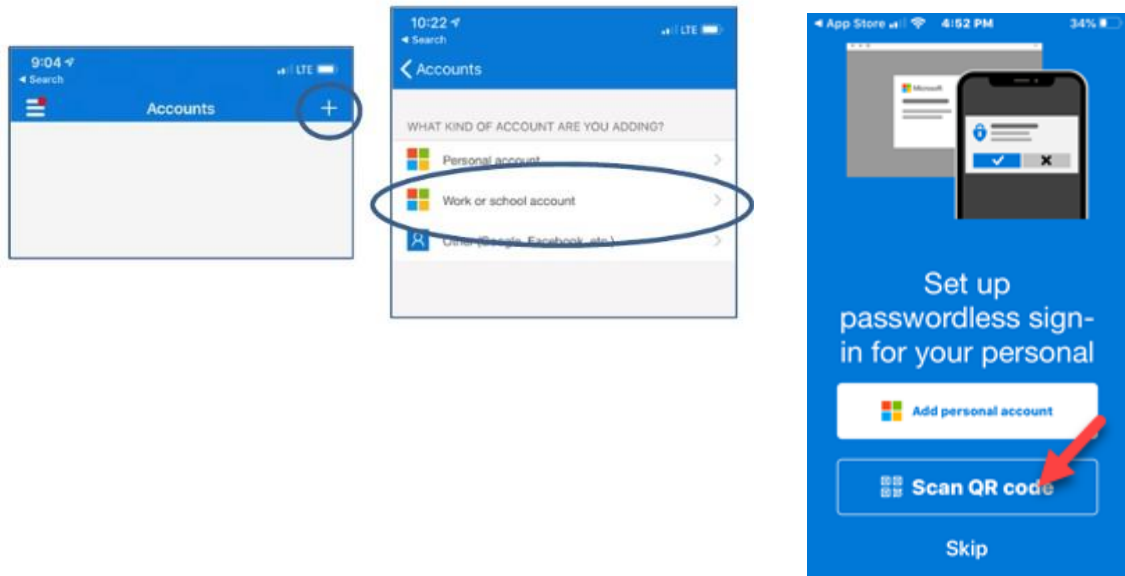 9:04
◀ Search
LTE
Accounts
+
10:22
◀ Search
LTE
Accounts
WHAT KIND OF ACCOUNT ARE YOU ADDING?
Personal account
Work or school account
Other (Google, Facebook, etc.)
◀ App Store 4:52 PM 34%
Microsoft
Set up
passwordless sign-
in for your personal
Add personal account
Scan QR code
Skip